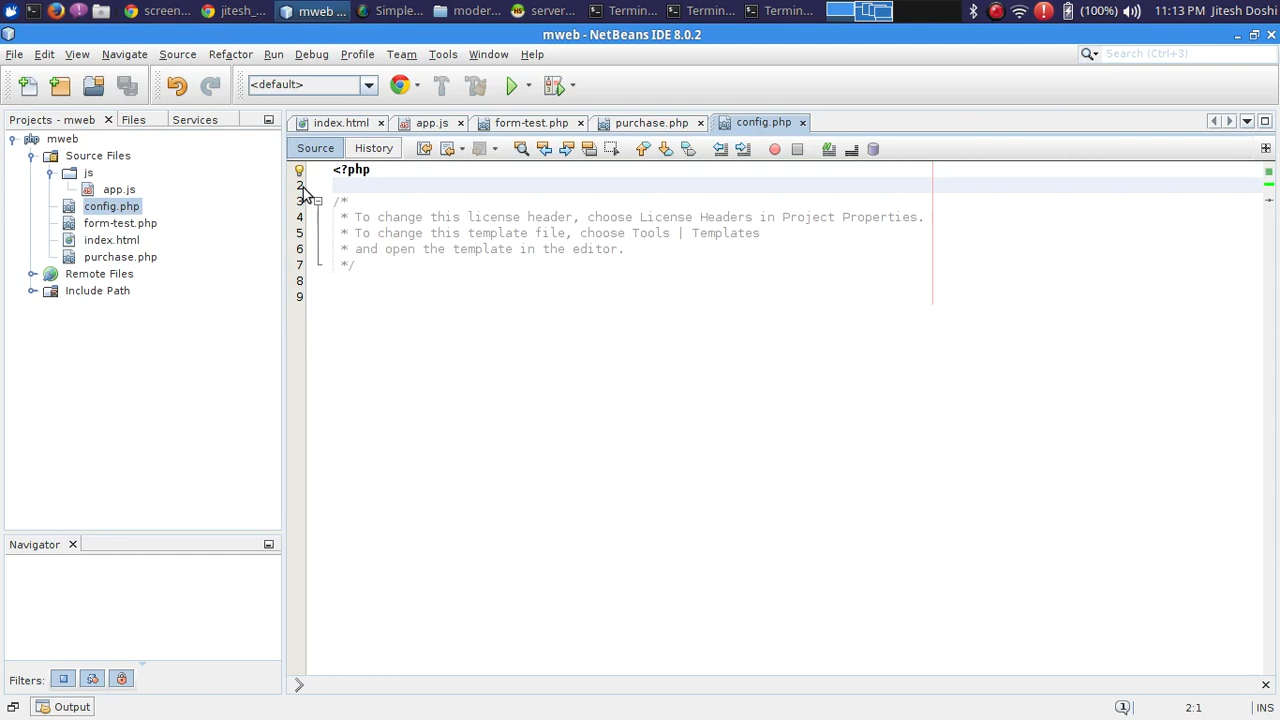 screen... jitesh_... mweb ... Simple... moder... server... Termin... Termin... Termin... (100%) 11:13 PM Jitesh Doshi
mweb - NetBeans IDE 8.0.2
File Edit View Navigate Source Refactor Run Debug Profile Team Tools Window Help Search (Ctrl+3)
<default>
Projects - mweb Files Services
index.html app.js form-test.php purchase.php config.php
mweb
Source History
Source Files
js
app.js
config.php
form-test.php
index.html
purchase.php
Remote Files
Include Path
<?php
2
3 /*
4 * To change this license header, choose License Headers in Project Properties.
5 * To change this template file, choose Tools | Templates
6 * and open the template in the editor.
7 */
8
9
Navigator
Filters:
Output
1 2:1 INS